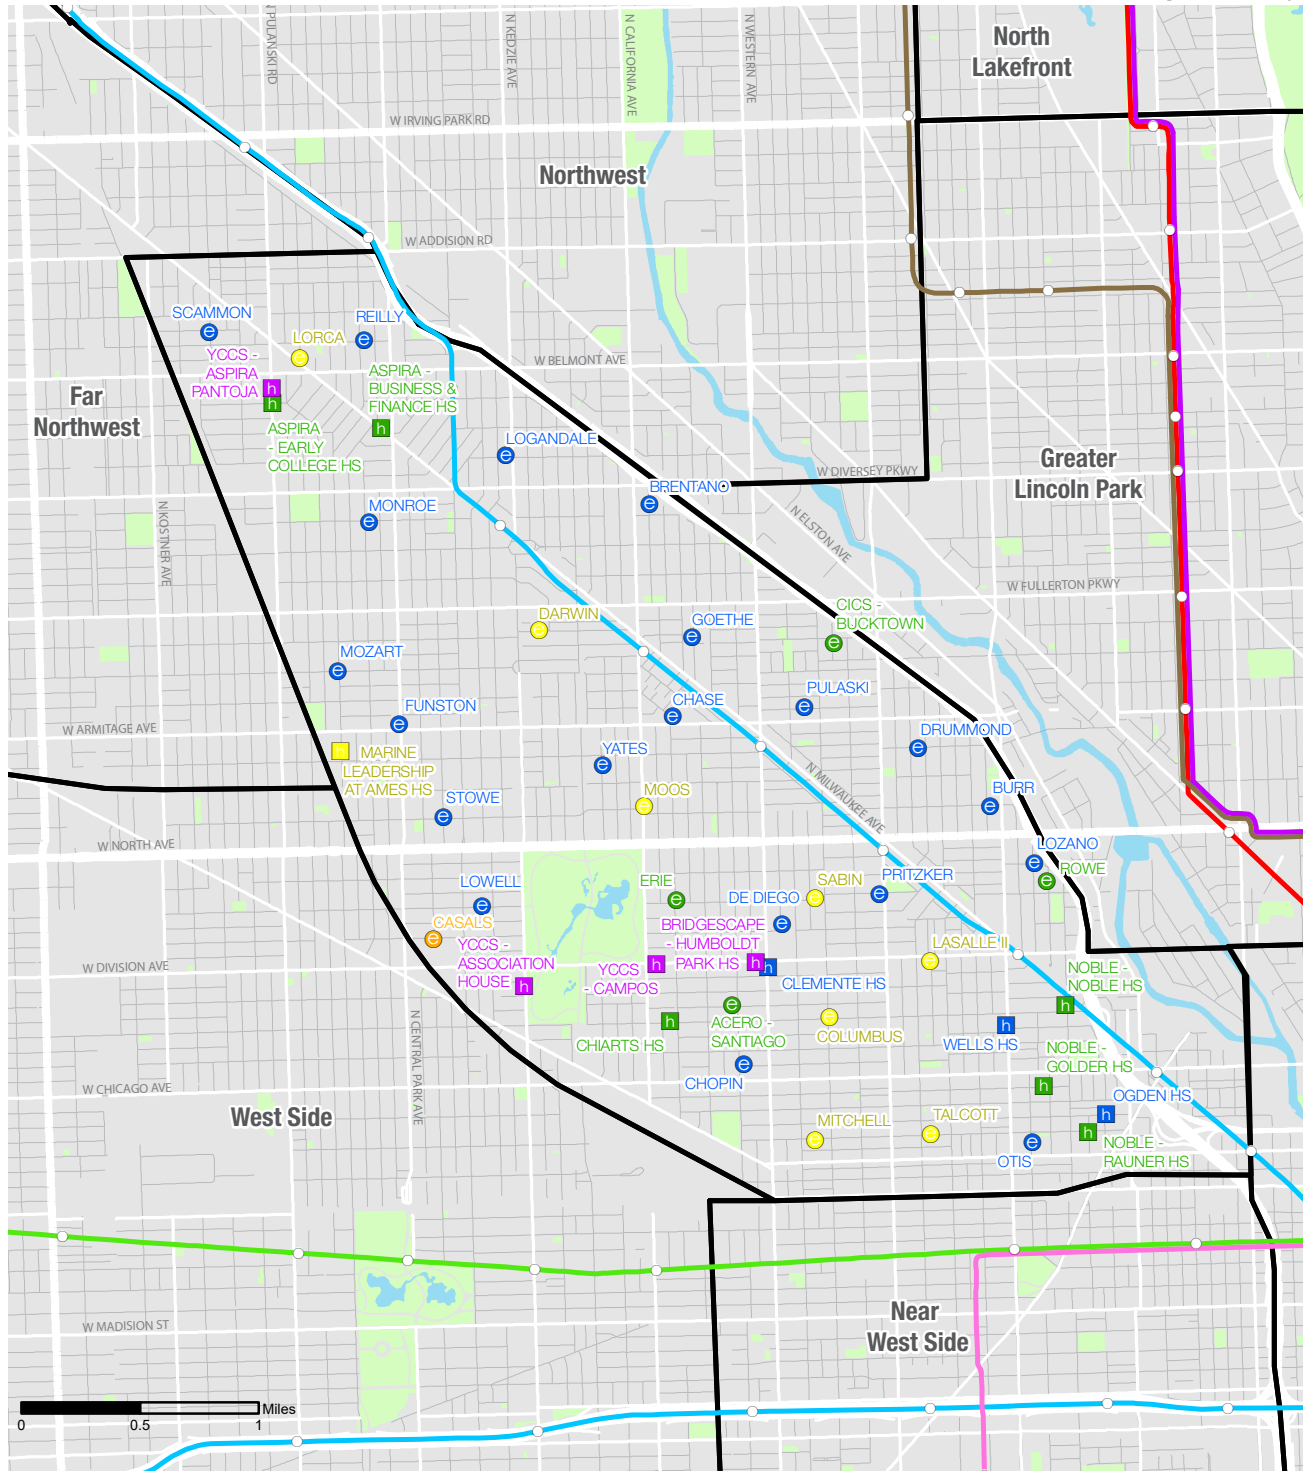 N PULANSKI RD
N KEDZIE AVE
N CALIFORNIA AVE
N WESTERN AVE
North
Lakefront
W IRVING PARK RD
Northwest
W ADDISION RD
SCAMMON
e
REILLY
e
LORCA
e
YCCS -
ASPIRA
PANTOJA
h
h
ASPIRA -
BUSINESS &
FINANCE HS
h
W BELMONT AVE
Far
Northwest
ASPIRA
- EARLY
COLLEGE HS
LOGANDALE
e
Greater
Lincoln Park
W DIVERSEY PKWY
BRENTANO
e
MONROE
e
N KOSTNER AVE
N ELSTON AVE
W FULLERTON PKWY
DARWIN
e
GOETHE
e
CICS -
BUCKTOWN
e
MOZART
e
PULASKI
e
CHASE
e
FUNSTON
e
W ARMITAGE AVE
DRUMMOND
e
h
MARINE
LEADERSHIP
AT AMES HS
YATES
e
N MILWAUKEE AVE
MOOS
e
BURR
e
STOWE
e
W NORTH AVE
LOZANO
e
ROWE
e
LOWELL
e
ERIE
e
SABIN
e
PRITZKER
e
DE DIEGO
e
CASALS
e
BRIDGESCAPE
- HUMBOLDT
PARK HS
h
h
CLEMENTE HS
YCCS -
ASSOCIATION
HOUSE
h
YCCS
- CAMPOS
h
LASALLE II
e
W DIVISION AVE
NOBLE -
NOBLE HS
h
ACERO -
SANTIAGO
e
CHIARTS HS
h
COLUMBUS
e
WELLS HS
h
N CENTRAL PARK AVE
CHOPIN
e
NOBLE -
GOLDER HS
h
W CHICAGO AVE
OGDEN HS
h
West Side
MITCHELL
e
TALCOTT
e
OTIS
e
NOBLE -
RAUNER HS
h
Near
West Side
W MADISION ST
Miles
0
0.5
1